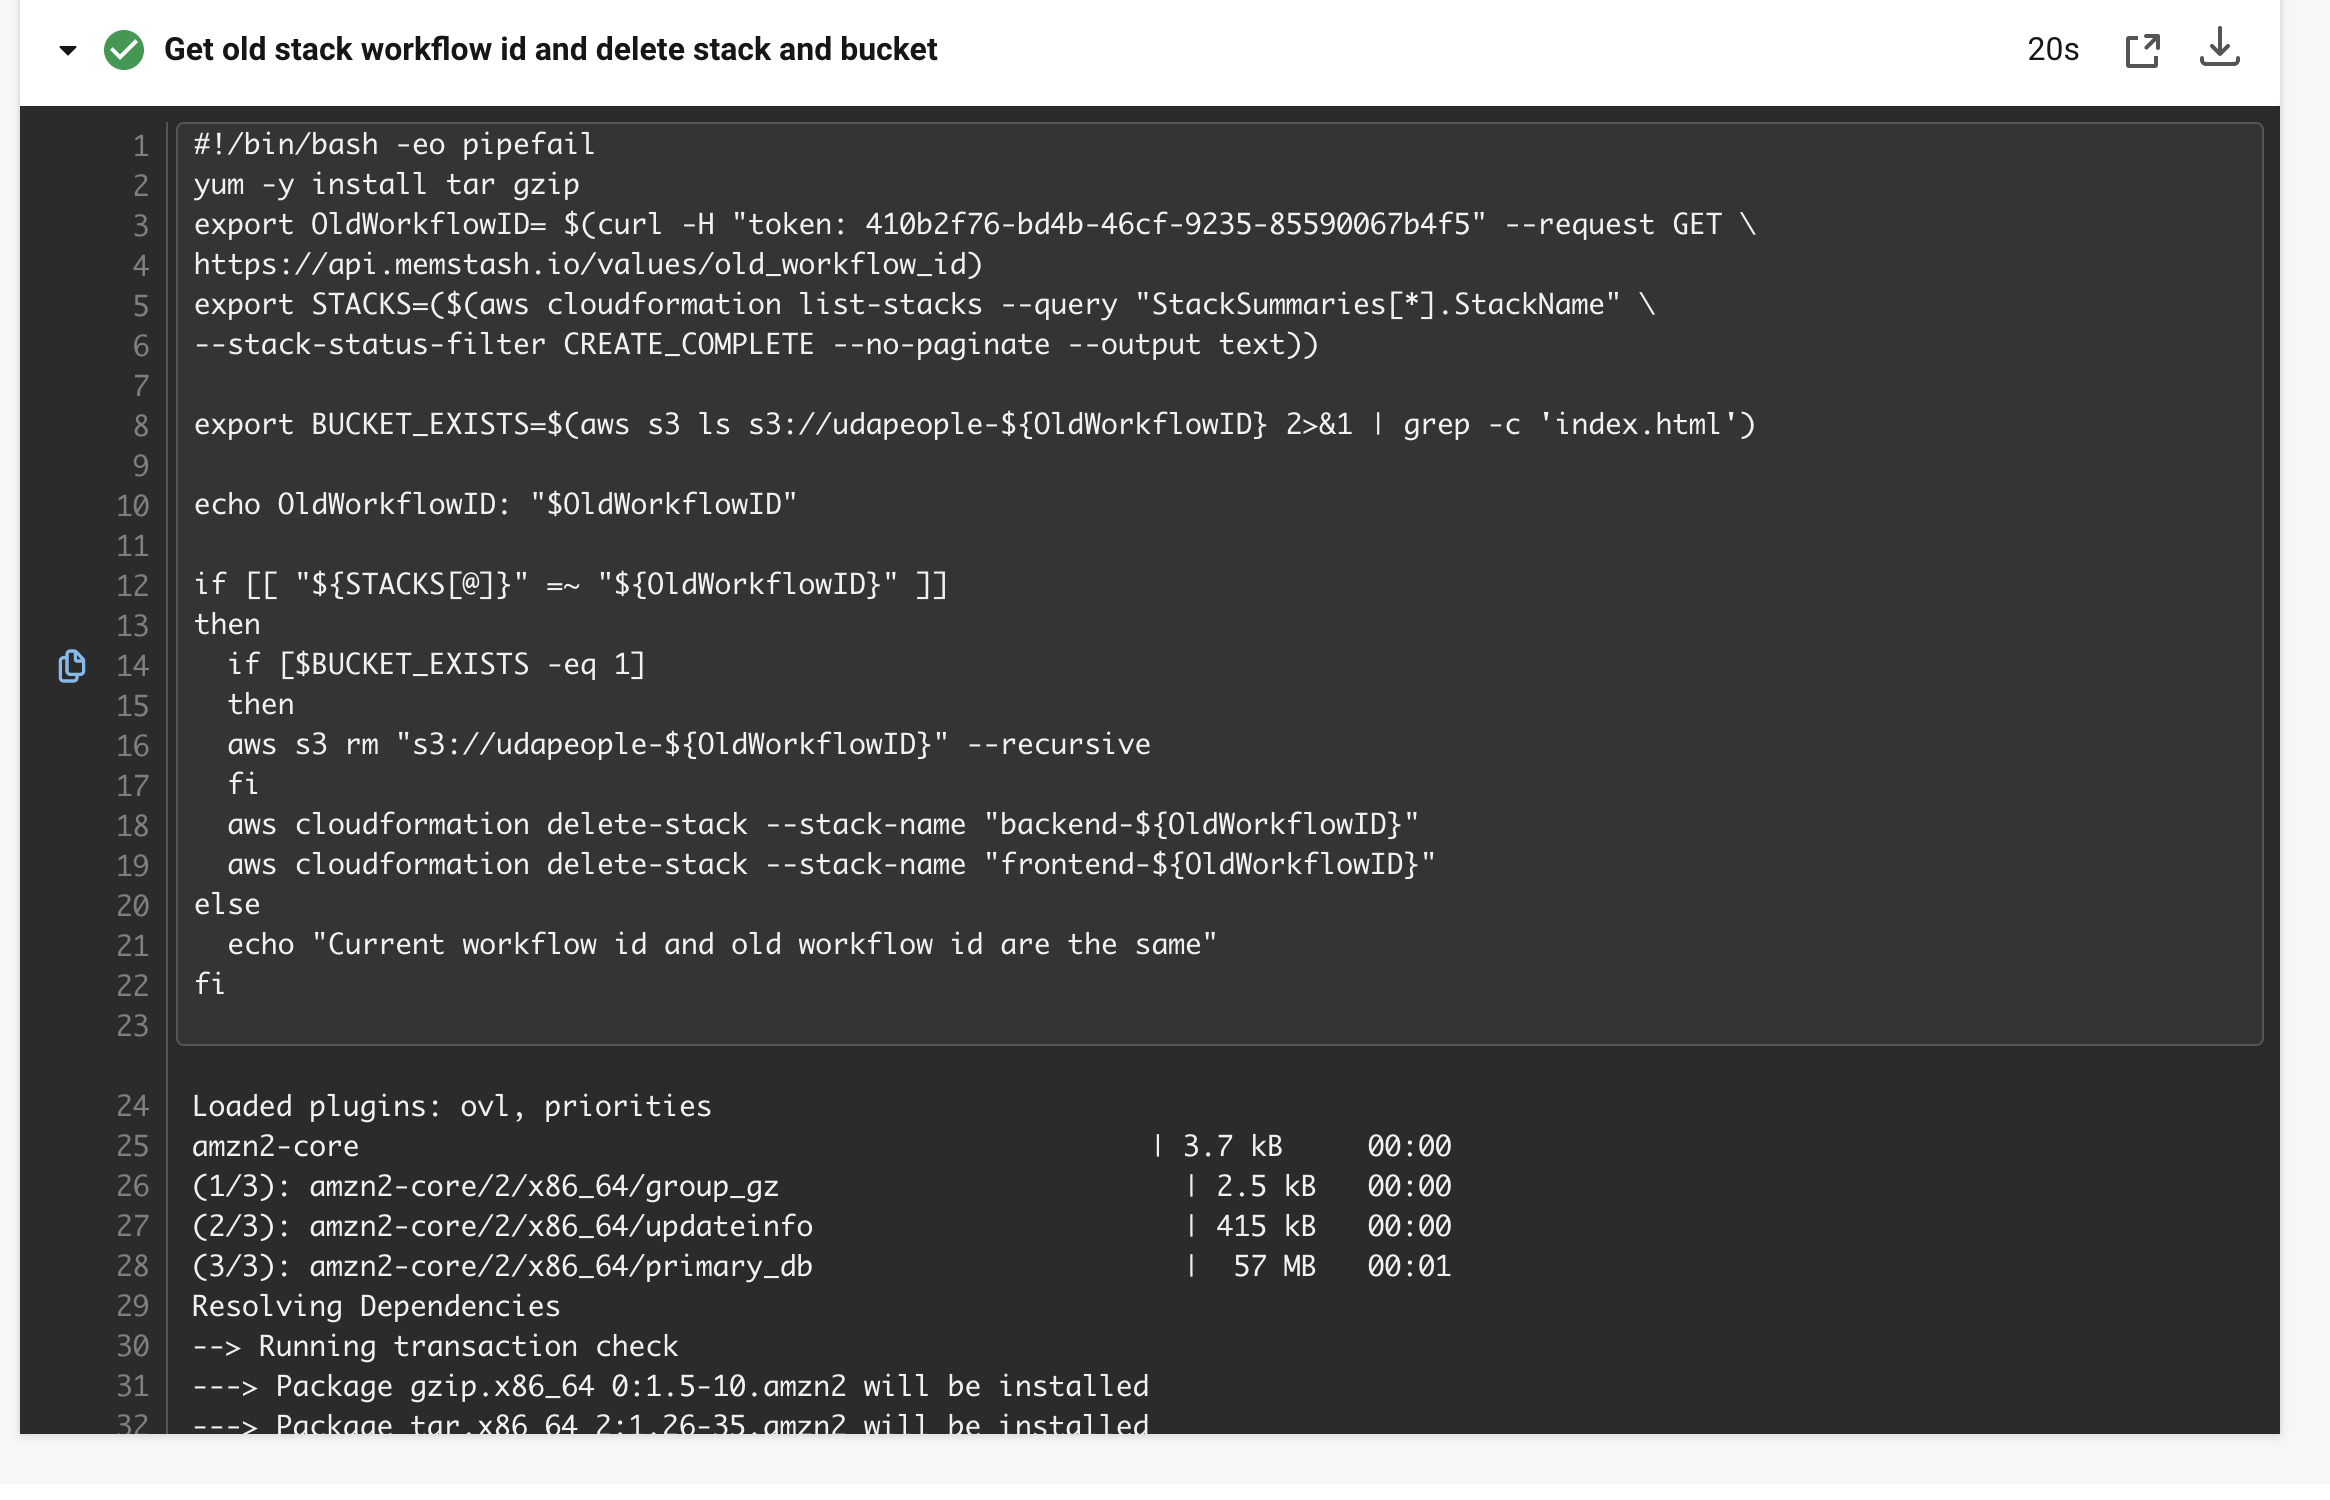 Get old stack workflow id and delete stack and bucket
20s
1 #!/bin/bash -eo pipefail
2 yum -y install tar gzip
3 export OldWorkflowID= $(curl -H "token: 410b2f76-bd4b-46cf-9235-85590067b4f5" --request GET \
4 https://api.memstash.io/values/old_workflow_id)
5 export STACKS=($(aws cloudformation list-stacks --query "StackSummaries[*].StackName" \
6 --stack-status-filter CREATE_COMPLETE --no-paginate --output text))
7
8 export BUCKET_EXISTS=$(aws s3 ls s3://udapeople-${OldWorkflowID} 2>&1 | grep -c 'index.html')
9
10 echo OldWorkflowID: "$OldWorkflowID"
11
12 if [[ "${STACKS[@]}" =~ "${OldWorkflowID}" ]]
13 then
14   if [$BUCKET_EXISTS -eq 1]
15   then
16   aws s3 rm "s3://udapeople-${OldWorkflowID}" --recursive
17   fi
18   aws cloudformation delete-stack --stack-name "backend-${OldWorkflowID}"
19   aws cloudformation delete-stack --stack-name "frontend-${OldWorkflowID}"
20 else
21   echo "Current workflow id and old workflow id are the same"
22 fi
23
24 Loaded plugins: ovl, priorities
25 amzn2-core | 3.7 kB 00:00
26 (1/3): amzn2-core/2/x86_64/group_gz | 2.5 kB 00:00
27 (2/3): amzn2-core/2/x86_64/updateinfo | 415 kB 00:00
28 (3/3): amzn2-core/2/x86_64/primary_db | 57 MB 00:01
29 Resolving Dependencies
30 --> Running transaction check
31 ---> Package gzip.x86_64 0:1.5-10.amzn2 will be installed
32 ---> Package tar.x86_64 2:1.26-35.amzn2 will be installed